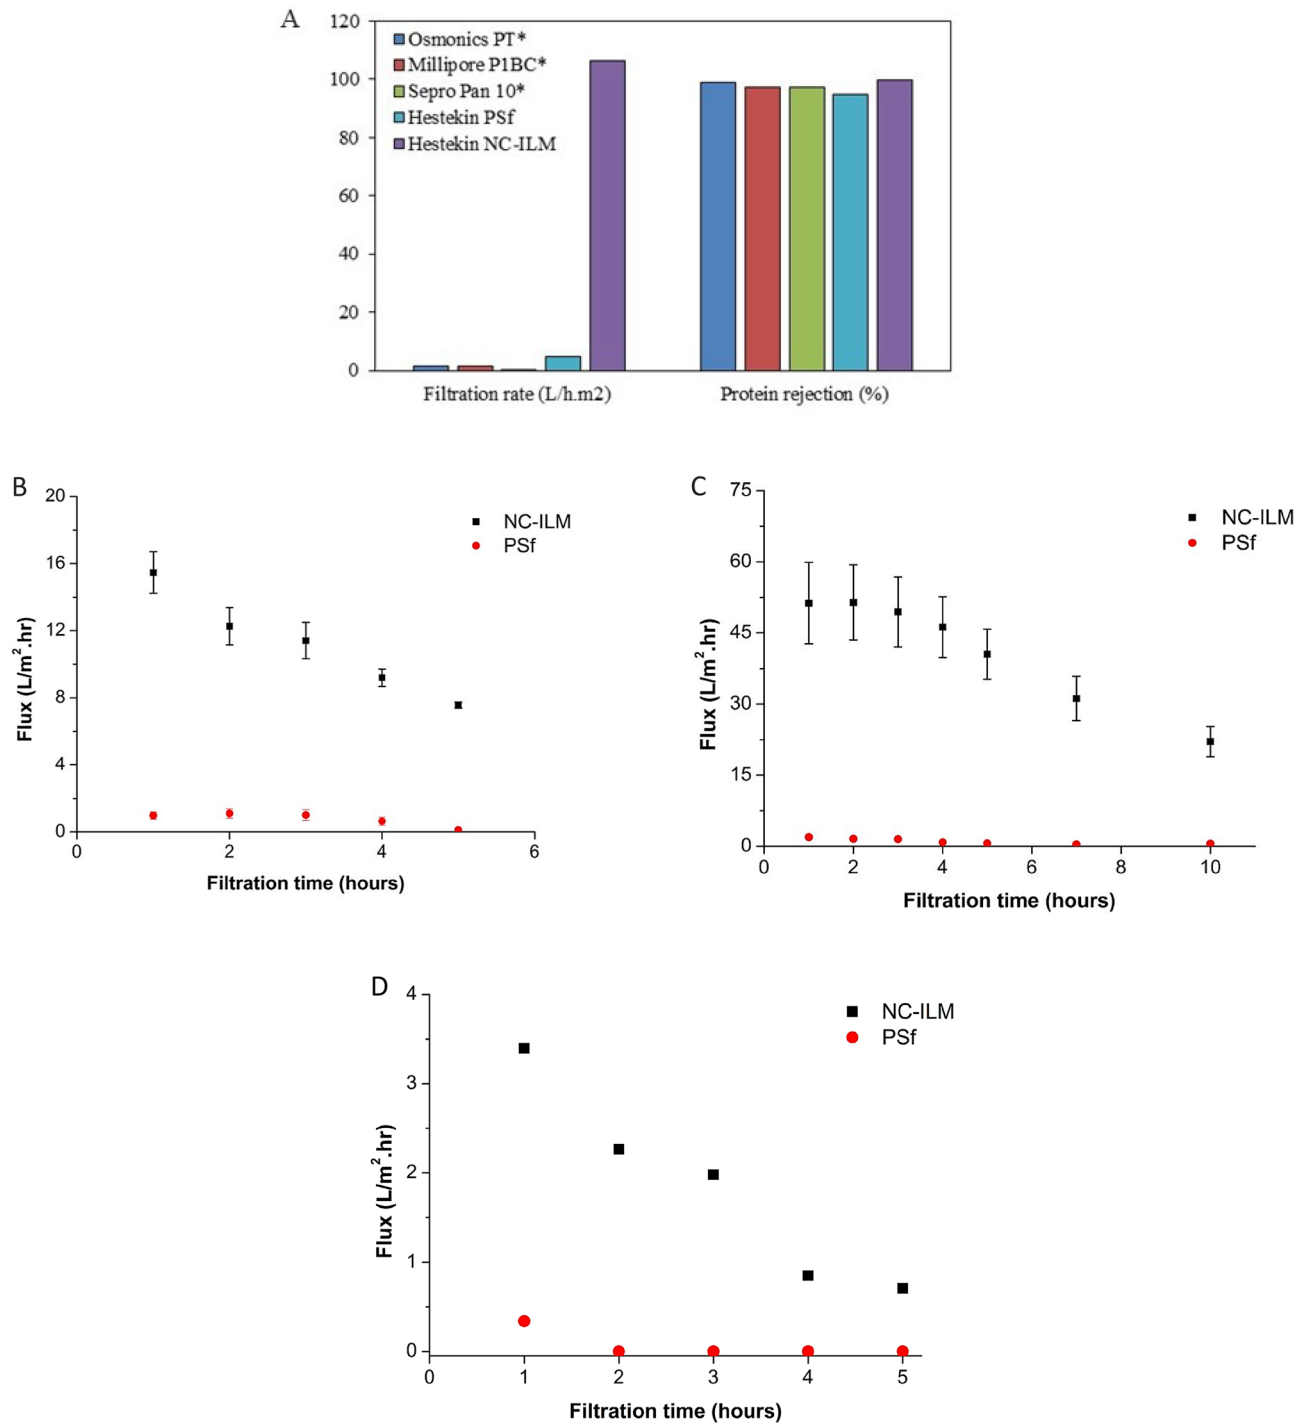 A
120
100
80
60
40
20
0
Osmonics PT*
Millipore P1BC*
Sepro Pan 10*
Hestekin PSf
Hestekin NC-ILM
Filtration rate (L/h.m2)
Protein rejection (%)
B
20
16
12
8
4
0
Flux (L/m².hr)
NC-ILM
PSf
0 2 4 6
Filtration time (hours)
C
75
60
45
30
15
0
Flux (L/m².hr)
NC-ILM
PSf
0 2 4 6 8 10
Filtration time (hours)
D
4
3
2
1
0
Flux (L/m².hr)
NC-ILM
PSf
0 1 2 3 4 5
Filtration time (hours)